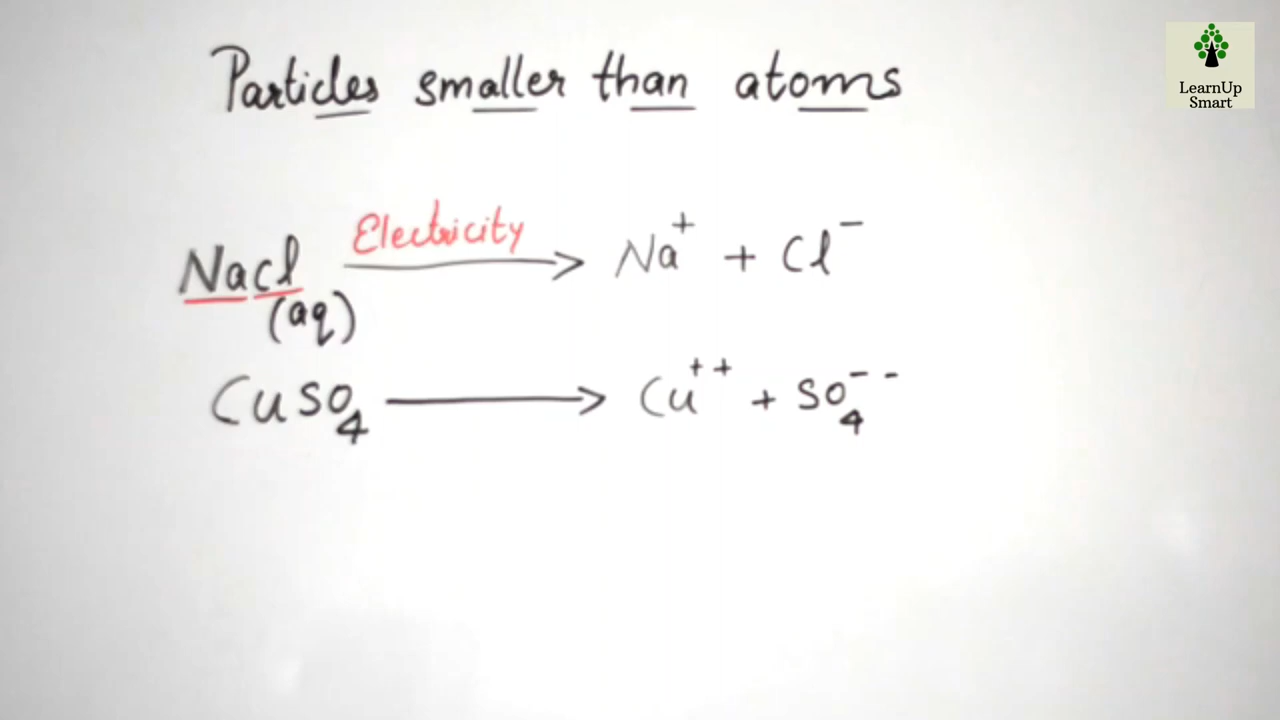 Particles smaller than atoms
LearnUp
Smart
Nacl Electricity → Na⁺ + Cl⁻
(aq)
CuSO₄ → Cu⁺⁺ + SO₄⁻⁻